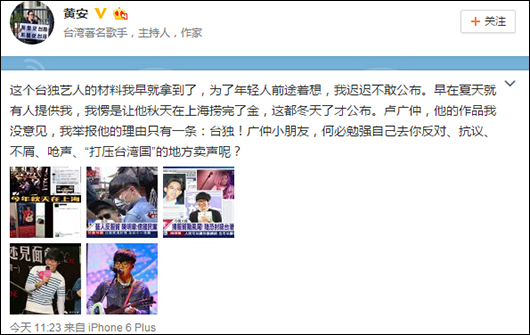 黄安
台湾著名歌手，主持人，作家
+ 关注
这个台独艺人的材料我早就拿到了，为了年轻人前途着想，我迟迟不敢公布。早在夏天就
有人提供我，我愣是让他秋天在上海捞完了金，这都冬天了才公布。卢广仲，他的作品我
没意见，我举报他的理由只有一条：台独！广仲小朋友，何必勉强自己去你反对、抗议、
不屑、呛声、“打压台湾国”的地方卖声呢？
今年秋天在上海
今天 11:23 来自 iPhone 6 Plus